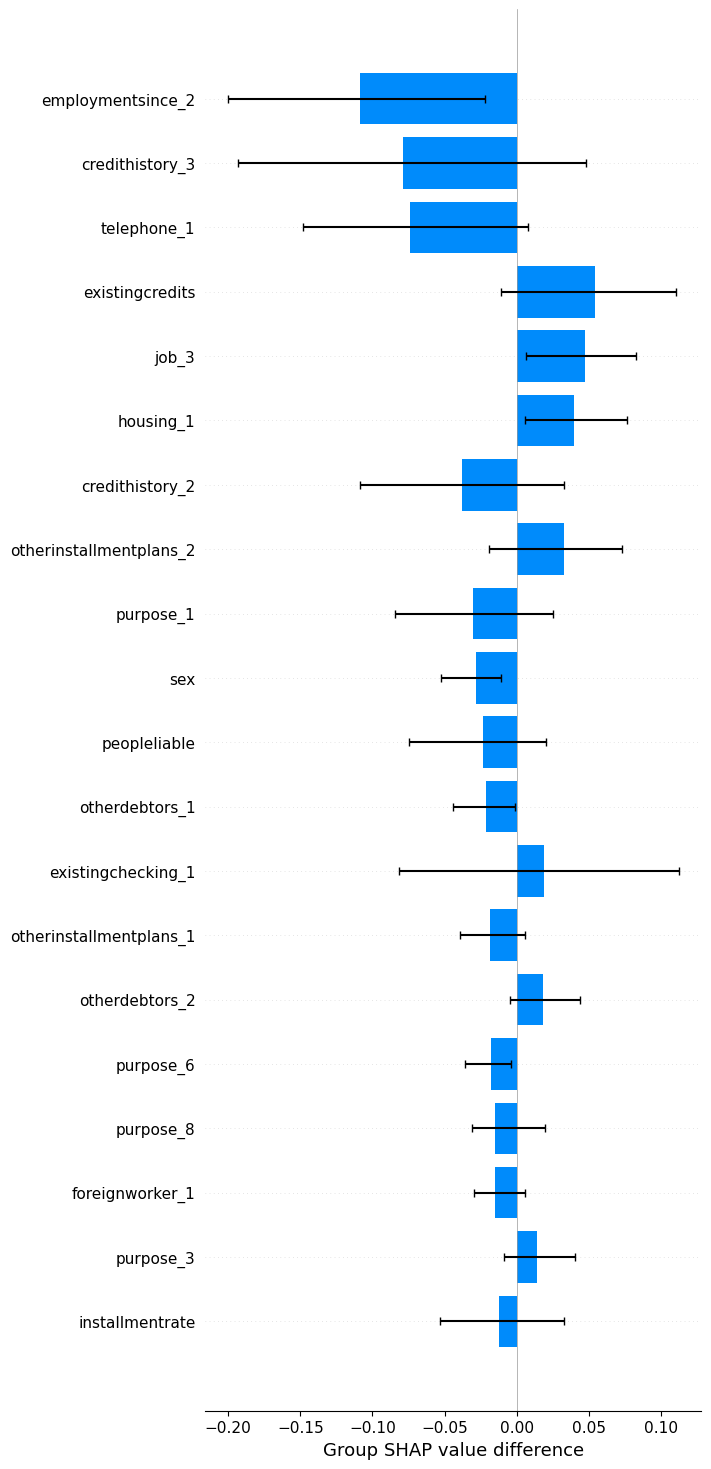 employmentsince_2
credithistory_3
telephone_1
existingcredits
job_3
housing_1
credithistory_2
otherinstallmentplans_2
purpose_1
sex
peopleliable
otherdebtors_1
existingchecking_1
otherinstallmentplans_1
otherdebtors_2
purpose_6
purpose_8
foreignworker_1
purpose_3
installmentrate
−0.20 −0.15 −0.10 −0.05 0.00 0.05 0.10
Group SHAP value difference